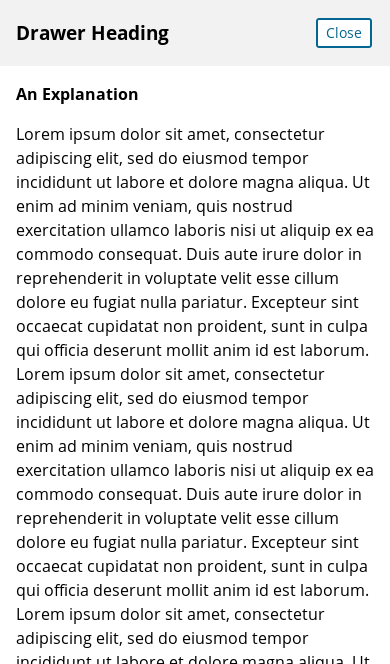 Drawer Heading
Close
An Explanation
Lorem ipsum dolor sit amet, consectetur
adipiscing elit, sed do eiusmod tempor
incididunt ut labore et dolore magna aliqua. Ut
enim ad minim veniam, quis nostrud
exercitation ullamco laboris nisi ut aliquip ex ea
commodo consequat. Duis aute irure dolor in
reprehenderit in voluptate velit esse cillum
dolore eu fugiat nulla pariatur. Excepteur sint
occaecat cupidatat non proident, sunt in culpa
qui officia deserunt mollit anim id est laborum.
Lorem ipsum dolor sit amet, consectetur
adipiscing elit, sed do eiusmod tempor
incididunt ut labore et dolore magna aliqua. Ut
enim ad minim veniam, quis nostrud
exercitation ullamco laboris nisi ut aliquip ex ea
commodo consequat. Duis aute irure dolor in
reprehenderit in voluptate velit esse cillum
dolore eu fugiat nulla pariatur. Excepteur sint
occaecat cupidatat non proident, sunt in culpa
qui officia deserunt mollit anim id est laborum.
Lorem ipsum dolor sit amet, consectetur
adipiscing elit, sed do eiusmod tempor
incididunt ut labore et dolore magna aliqua. Ut